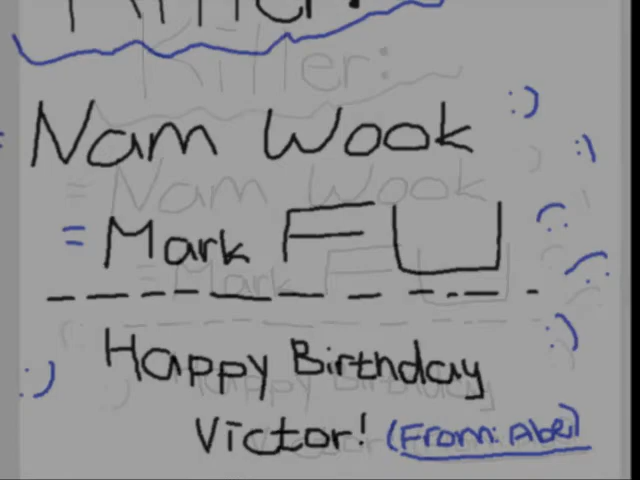 Killer:
Nam Wook
= Mark FU
Happy Birthday
Victor! (From: Abel)